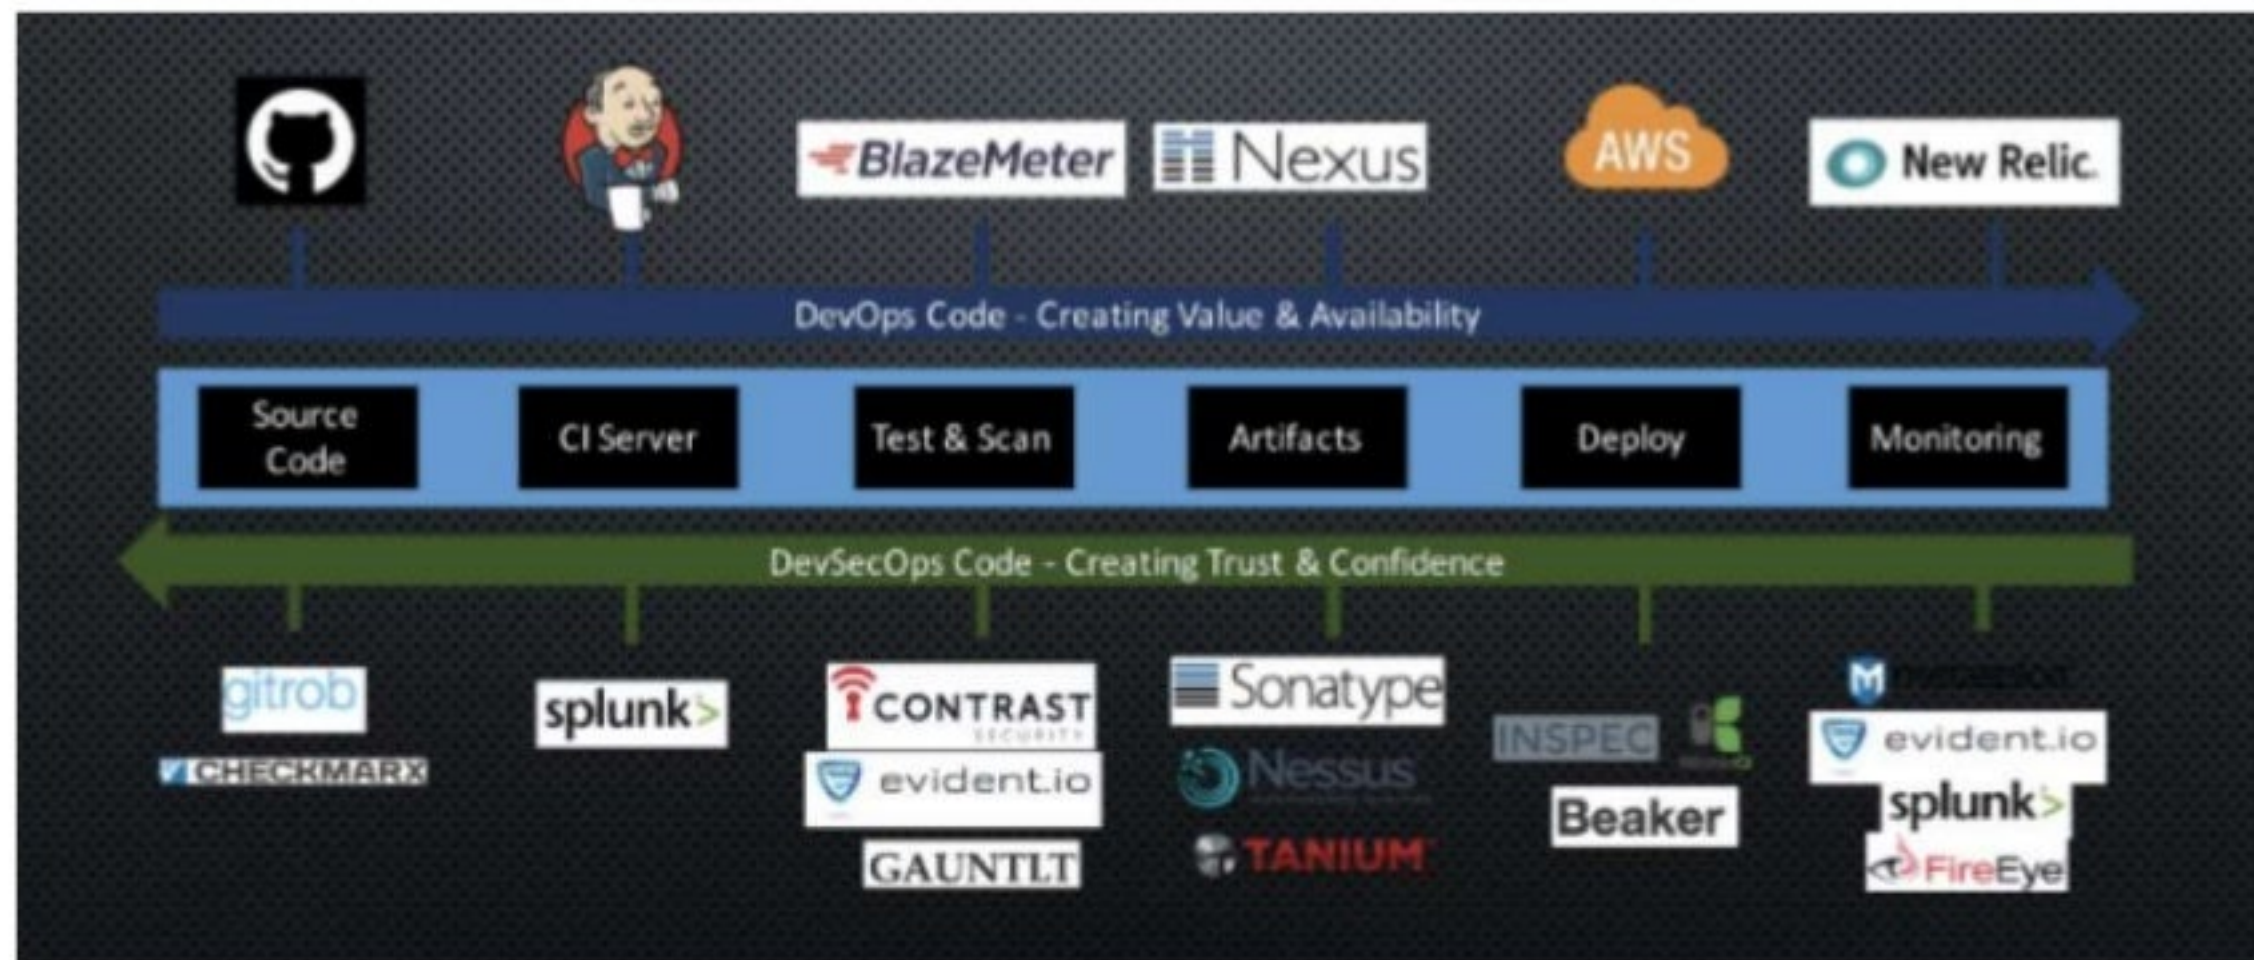 BlazeMeter
Nexus
AWS
New Relic.
DevOps Code - Creating Value & Availability
Source
Code
CI Server
Test & Scan
Artifacts
Deploy
Monitoring
DevSecOps Code - Creating Trust & Confidence
gitrob
CHECKMARX
splunk>
CONTRAST
SECURITY
evident.io
GAUNTLT
Sonatype
Nessus
TANIUM
INSPEC
Beaker
evident.io
splunk>
FireEye